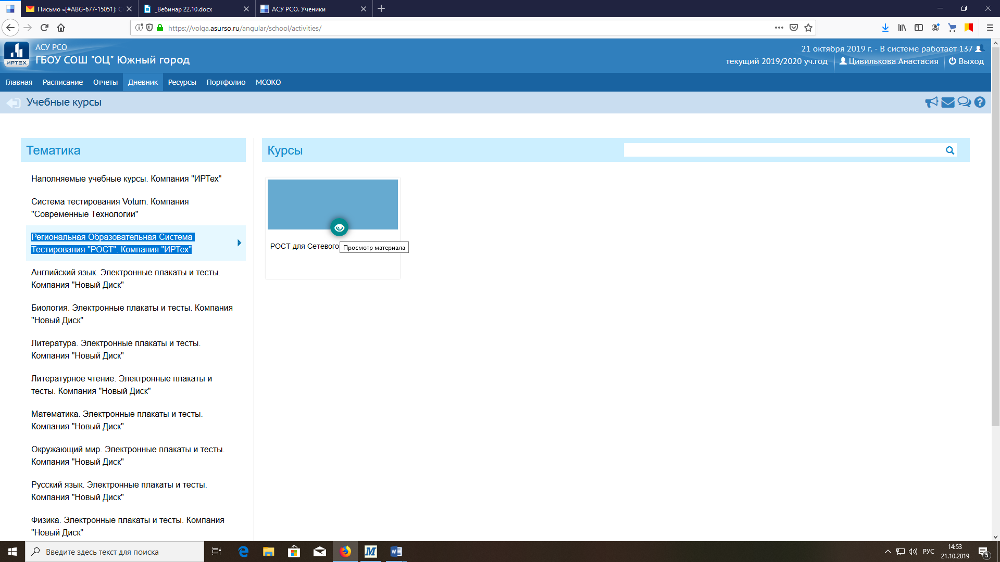 Письмо «[#ABG-677-15051]: С
_Вебинар 22.10.docx
АСУ РСО. Ученики
https://volga.asurso.ru/angular/school/activities/
ИРТЕХ
АСУ РСО
ГБОУ СОШ "ОЦ" Южный город
21 октября 2019 г. - В системе работает 137
текущий 2019/2020 уч.год
Цивилькова Анастасия
Выход
Главная
Расписание
Отчеты
Дневник
Ресурсы
Портфолио
МСОКО
Учебные курсы
Тематика
Наполняемые учебные курсы. Компания "ИРТех"
Система тестирования Votum. Компания
"Современные Технологии"
Региональная Образовательная Система
Тестирования "РОСТ". Компания "ИРТех"
Английский язык. Электронные плакаты и тесты.
Компания "Новый Диск"
Биология. Электронные плакаты и тесты. Компания
"Новый Диск"
Литература. Электронные плакаты и тесты.
Компания "Новый Диск"
Литературное чтение. Электронные плакаты и
тесты. Компания "Новый Диск"
Математика. Электронные плакаты и тесты.
Компания "Новый Диск"
Окружающий мир. Электронные плакаты и тесты.
Компания "Новый Диск"
Русский язык. Электронные плакаты и тесты.
Компания "Новый Диск"
Физика. Электронные плакаты и тесты. Компания
"Новый Диск"
Курсы
РОСТ для Сетевого
Просмотр материала
Введите здесь текст для поиска
РУС
14:53
21.10.2019
5